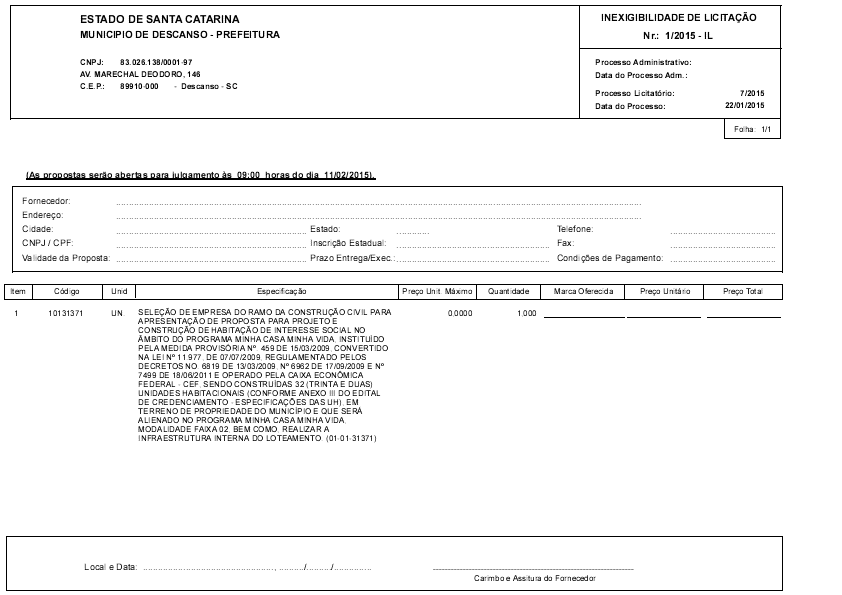 ESTADO DE SANTA CATARINA
MUNICIPIO DE DESCANSO - PREFEITURA
CNPJ: 83.026.138/0001-97
AV. MARECHAL DEODORO, 146
C.E.P.: 89910-000 - Descanso - SC
INEXIGIBILIDADE DE LICITAÇÃO
Nr.: 1/2015 - IL
Processo Administrativo:
Data do Processo Adm.:
Processo Licitatório: 7/2015
Data do Processo: 22/01/2015
Folha: 1/1
(As propostas serão abertas para julgamento às 09:00 horas do dia 11/02/2015).
Fornecedor:
Endereço:
Cidade: Estado: Telefone:
CNPJ / CPF: Inscrição Estadual: Fax:
Validade da Proposta: Prazo Entrega/Exec.: Condições de Pagamento:
Item Código Unid Especificação Preço Unit. Máximo Quantidade Marca Oferecida Preço Unitário Preço Total
1 10131371 UN. SELEÇÃO DE EMPRESA DO RAMO DA CONSTRUÇÃO CIVIL PARA 0,0000 1,000
APRESENTAÇÃO DE PROPOSTA PARA PROJETO E
CONSTRUÇÃO DE HABITAÇÃO DE INTERESSE SOCIAL NO
ÂMBITO DO PROGRAMA MINHA CASA MINHA VIDA, INSTITUÍDO
PELA MEDIDA PROVISÓRIA Nº. 459 DE 15/03/2009, CONVERTIDO
NA LEI Nº 11.977, DE 07/07/2009, REGULAMENTADO PELOS
DECRETOS NO. 6819 DE 13/03/2009, Nº 6962 DE 17/09/2009 E Nº
7499 DE 18/06/2011 E OPERADO PELA CAIXA ECONÔMICA
FEDERAL - CEF, SENDO CONSTRUÍDAS 32 (TRINTA E DUAS)
UNIDADES HABITACIONAIS (CONFORME ANEXO III DO EDITAL
DE CREDENCIAMENTO - ESPECIFICAÇÕES DAS UH), EM
TERRENO DE PROPRIEDADE DO MUNICÍPIO E QUE SERÁ
ALIENADO NO PROGRAMA MINHA CASA MINHA VIDA,
MODALIDADE FAIXA 02, BEM COMO, REALIZAR A
INFRAESTRUTURA INTERNA DO LOTEAMENTO. (01-01-31371)
Local e Data: ................................................, ........../........../..............
Carimbo e Assitura do Fornecedor